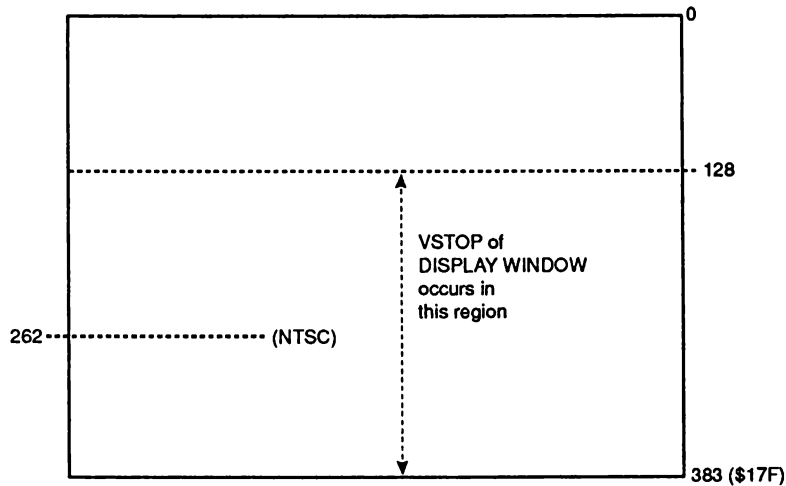 0
128
VSTOP of
DISPLAY WINDOW
occurs in
this region
262
(NTSC)
383 ($17F)